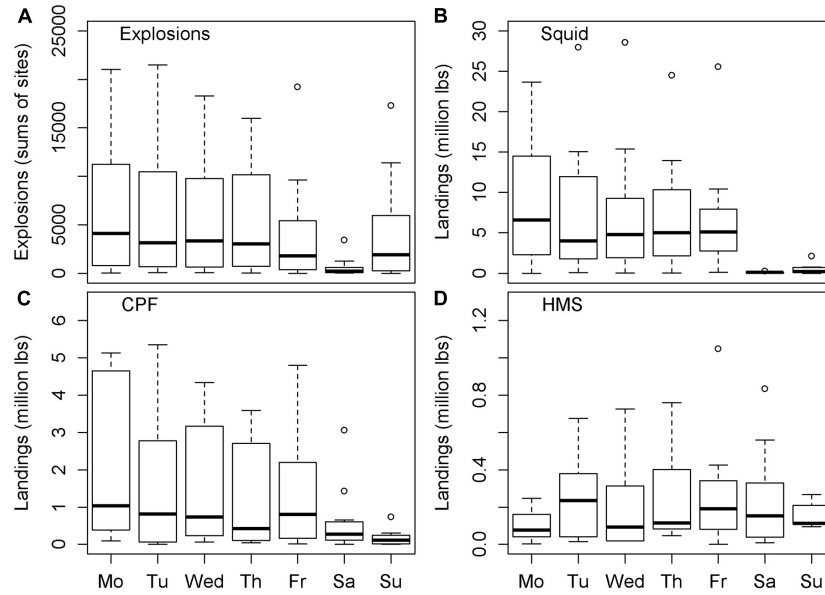 A
Explosions
Explosions (sums of sites)
25000
15000
5000
0
B
Squid
Landings (million lbs)
30
25
20
15
10
5
0
C
CPF
Landings (million lbs)
6
5
4
3
2
1
0
Mo Tu Wed Th Fr Sa Su
D
HMS
Landings (million lbs)
1.2
0.8
0.4
0.0
Mo Tu Wed Th Fr Sa Su